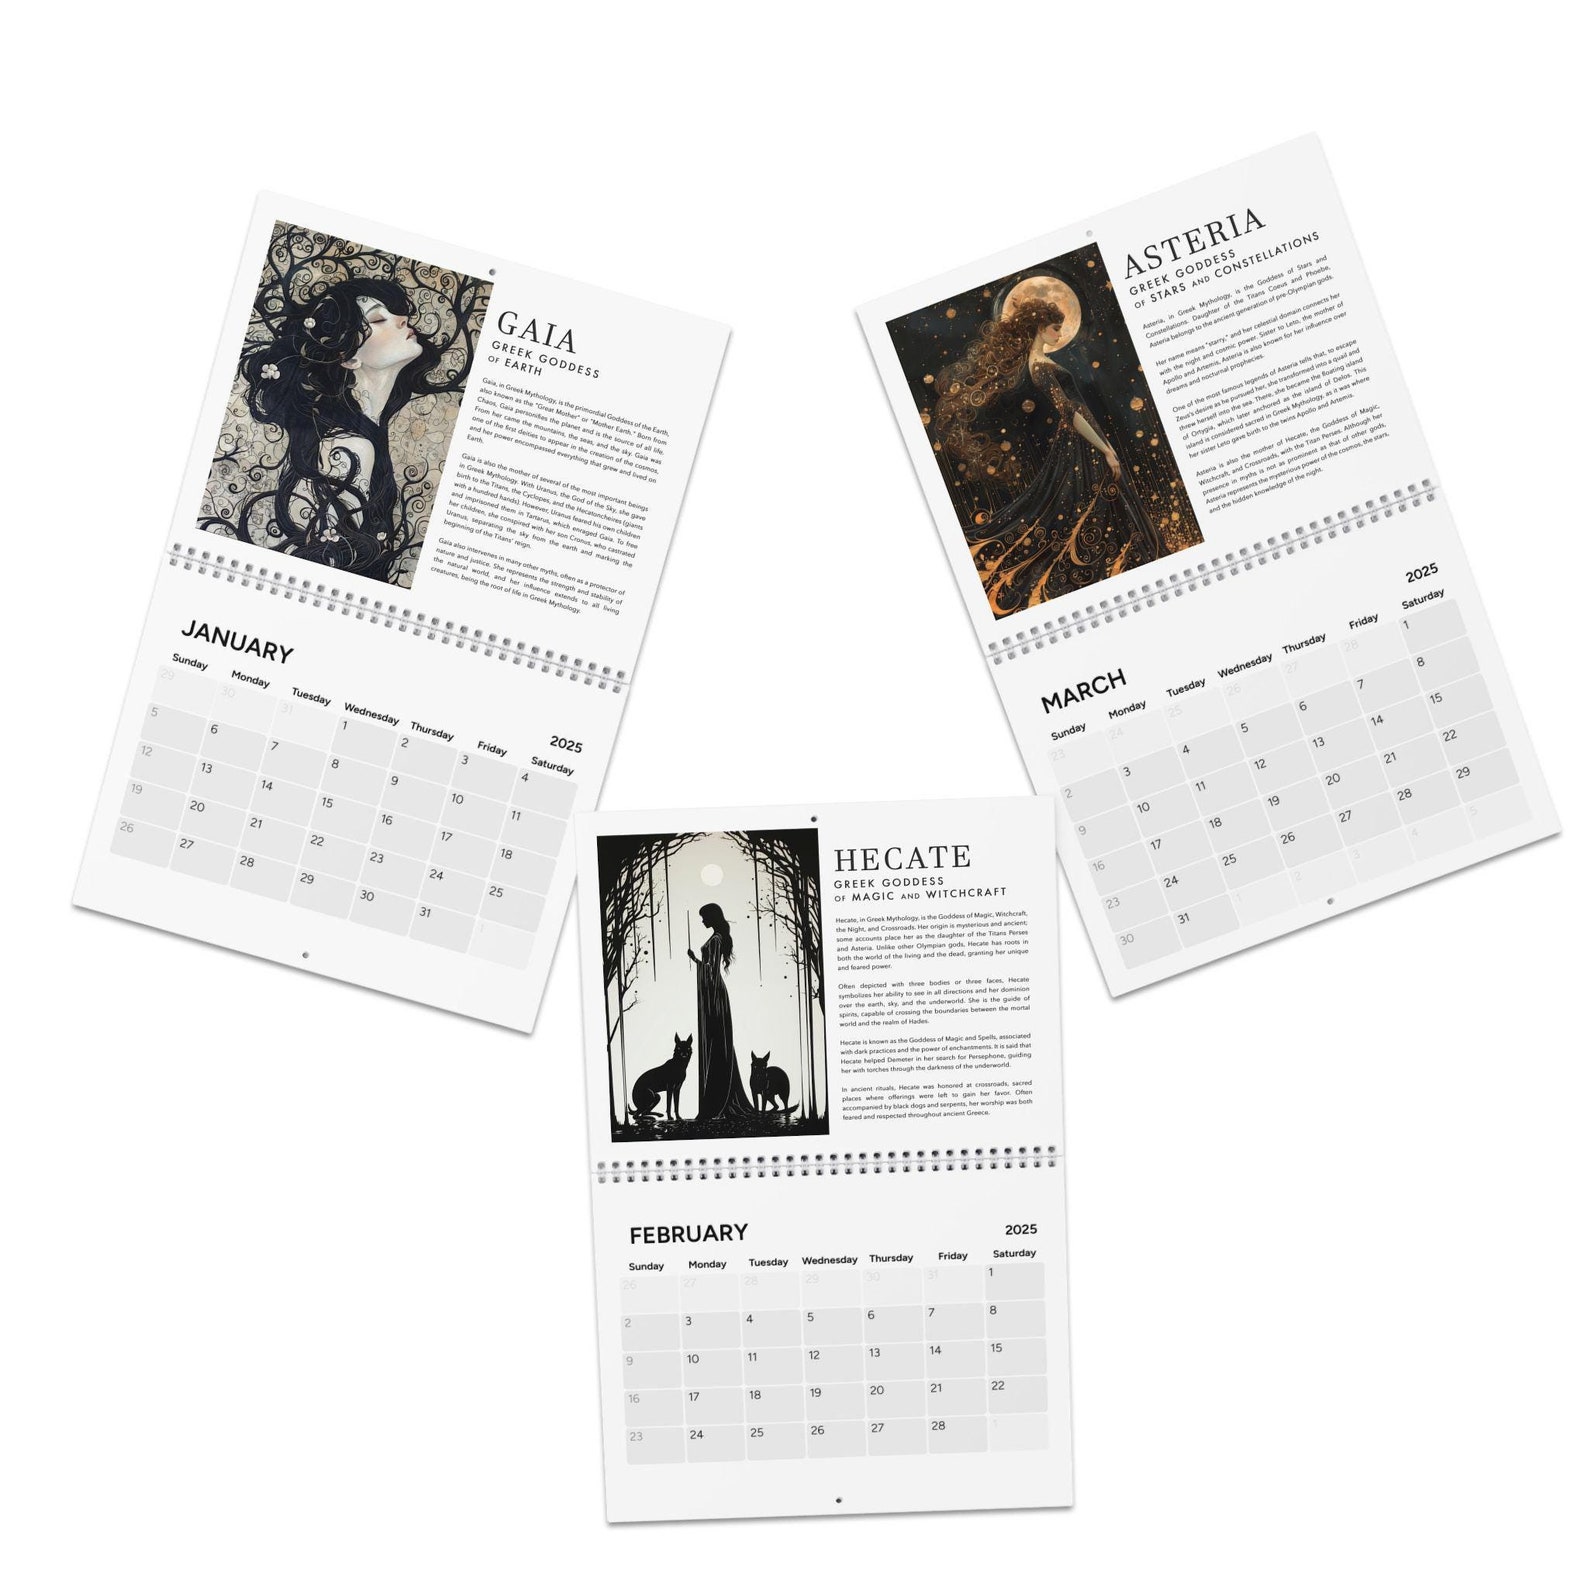 GAIA
GREEK GODDESS
OF EARTH
Gaia, in Greek Mythology, is the primordial Goddess of the Earth,
also known as the "Great Mother" or "Mother Earth." Born from
Chaos, Gaia personifies the planet and is the source of all life.
From her came the mountains, the seas, and the sky. Gaia was
one of the first deities to appear in the creation of the cosmos,
and her power encompassed everything that grew and lived on
Earth.
Gaia is also the mother of several of the most important beings
in Greek Mythology. With Uranus, the God of the Sky, she gave
birth to the Titans, the Cyclopes, and the Hecatoncheires (giants
with a hundred hands). However, Uranus feared his own children
and imprisoned them in Tartarus, which enraged Gaia. To free
her children, she conspired with her son Cronus, who castrated
Uranus, separating the sky from the earth and marking the
beginning of the Titans' reign.
Gaia also intervenes in many other myths, often as a protector of
nature and justice. She represents the strength and stability of
the natural world, and her influence extends to all living
creatures, being the root of life in Greek Mythology.
JANUARY
2025
Sunday Monday Tuesday Wednesday Thursday Friday Saturday
29 30 31 1 2 3 4
5 6 7 8 9 10 11
12 13 14 15 16 17 18
19 20 21 22 23 24 25
26 27 28 29 30 31 1
ASTERIA
GREEK GODDESS
OF STARS AND CONSTELLATIONS
Asteria, in Greek Mythology, is the Goddess of Stars and
Constellations. Daughter of the Titans Coeus and Phoebe,
Asteria belongs to the ancient generation of pre-Olympian gods.
Her name means "starry," and her celestial domain connects her
with the night and cosmic power. Sister to Leto, the mother of
Apollo and Artemis, Asteria is also known for her influence over
dreams and nocturnal prophecies.
One of the most famous legends of Asteria tells that, to escape
Zeus's desire as he pursued her, she transformed into a quail and
threw herself into the sea. There, she became the floating island
of Ortygia, which later anchored as the island of Delos. This
island is considered sacred in Greek Mythology, as it was where
her sister Leto gave birth to the twins Apollo and Artemis.
Asteria is also the mother of Hecate, the Goddess of Magic,
Witchcraft, and Crossroads, with the Titan Perses. Although her
presence in myths is not as prominent as that of other gods,
Asteria represents the mysterious power of the cosmos, the stars,
and the hidden knowledge of the night.
MARCH
2025
Sunday Monday Tuesday Wednesday Thursday Friday Saturday
23 24 25 26 27 28 1
2 3 4 5 6 7 8
9 10 11 12 13 14 15
16 17 18 19 20 21 22
23 24 25 26 27 28 29
30 31 1 2 3 4 5
HECATE
GREEK GODDESS
OF MAGIC AND WITCHCRAFT
Hecate, in Greek Mythology, is the Goddess of Magic, Witchcraft,
the Night, and Crossroads. Her origin is mysterious and ancient;
some accounts place her as the daughter of the Titans Perses
and Asteria. Unlike other Olympian gods, Hecate has roots in
both the world of the living and the dead, granting her unique
and feared power.
Often depicted with three bodies or three faces, Hecate
symbolizes her ability to see in all directions and her dominion
over the earth, sky, and the underworld. She is the guide of
spirits, capable of crossing the boundaries between the mortal
world and the realm of Hades.
Hecate is known as the Goddess of Magic and Spells, associated
with dark practices and the power of enchantments. It is said that
Hecate helped Demeter in her search for Persephone, guiding
her with torches through the darkness of the underworld.
In ancient rituals, Hecate was honored at crossroads, sacred
places where offerings were left to gain her favor. Often
accompanied by black dogs and serpents, her worship was both
feared and respected throughout ancient Greece.
FEBRUARY
2025
Sunday Monday Tuesday Wednesday Thursday Friday Saturday
26 27 28 29 30 31 1
2 3 4 5 6 7 8
9 10 11 12 13 14 15
16 17 18 19 20 21 22
23 24 25 26 27 28 1